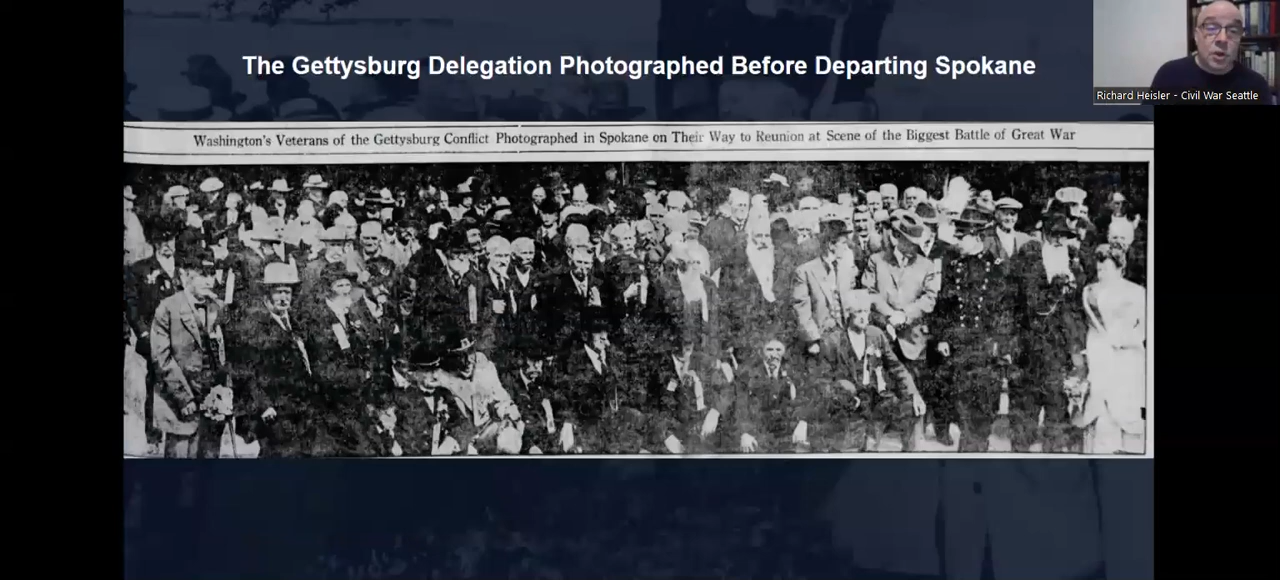 The Gettysburg Delegation Photographed Before Departing Spokane
Richard Heisler - Civil War Seattle
Washington's Veterans of the Gettysburg Conflict Photographed in Spokane on Their Way to Reunion at Scene of the Biggest Battle of Great War